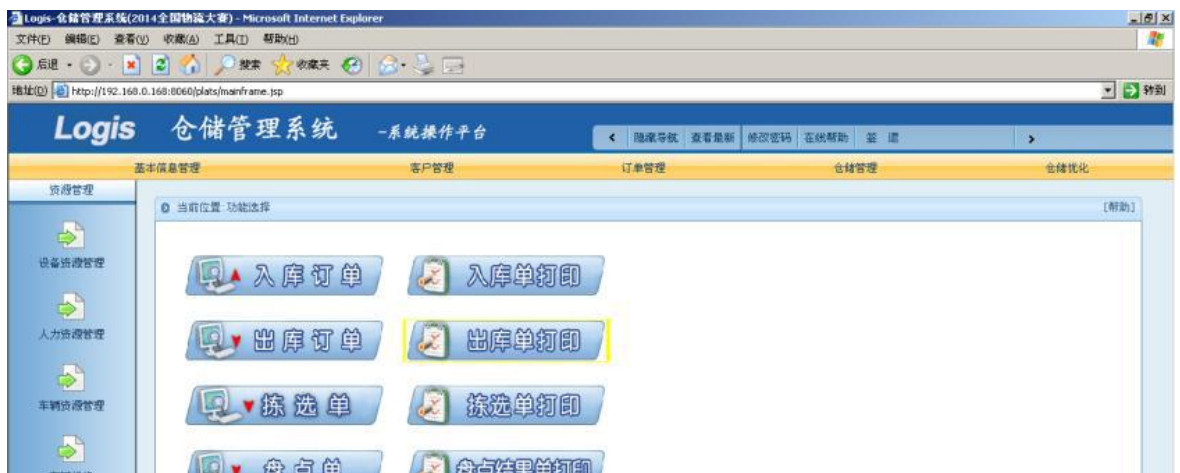 Logis-仓储管理系统(2014全国物流大赛) - Microsoft Internet Explorer
文件(F) 编辑(E) 查看(V) 收藏(A) 工具(T) 帮助(H)
后退 搜索 收藏夹
地址(D) http://192.168.0.168:8060/plats/mainframe.jsp 转到
Logis 仓储管理系统 -系统操作平台 隐藏导航 查看最新 修改密码 在线帮助
基本信息管理 客户管理 订单管理 仓储管理 仓储优化
资源管理
当前位置-功能选择 [帮助]
设备资源管理
入库订单 入库单打印
人力资源管理
出库订单 出库单打印
车辆资源管理
拣选单 拣选单打印
盘点单 盘点结果单打印